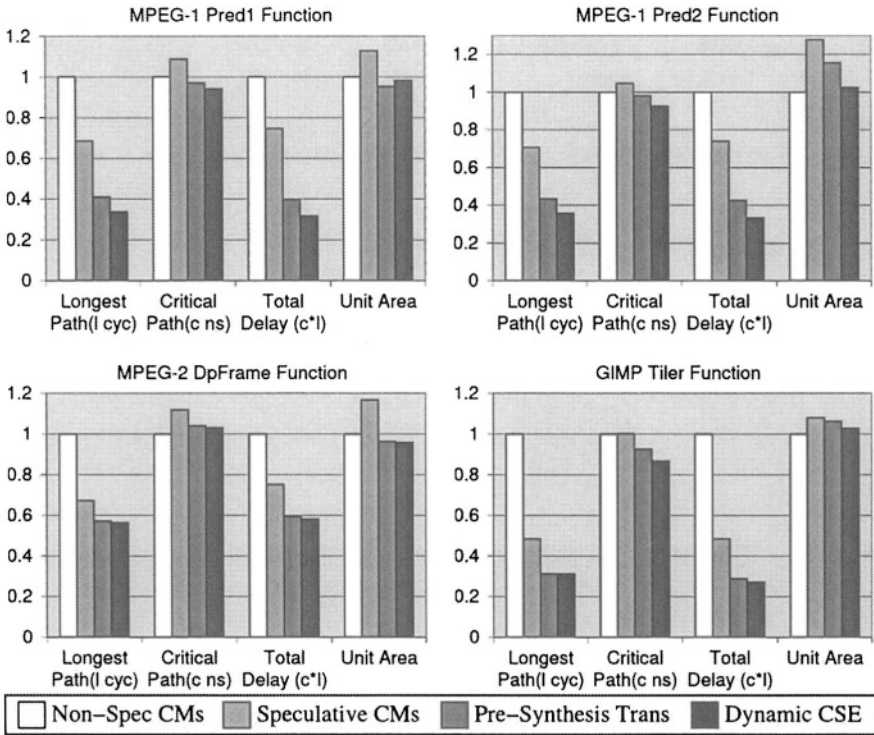 MPEG-1 Pred1 Function
1.2
1
0.8
0.6
0.4
0.2
0
Longest Path(l cyc)
Critical Path(c ns)
Total Delay (c*l)
Unit Area
MPEG-1 Pred2 Function
1.2
1
0.8
0.6
0.4
0.2
0
Longest Path(l cyc)
Critical Path(c ns)
Total Delay (c*l)
Unit Area
MPEG-2 DpFrame Function
1.2
1
0.8
0.6
0.4
0.2
0
Longest Path(l cyc)
Critical Path(c ns)
Total Delay (c*l)
Unit Area
GIMP Tiler Function
1.2
1
0.8
0.6
0.4
0.2
0
Longest Path(l cyc)
Critical Path(c ns)
Total Delay (c*l)
Unit Area
Non-Spec CMs
Speculative CMs
Pre-Synthesis Trans
Dynamic CSE